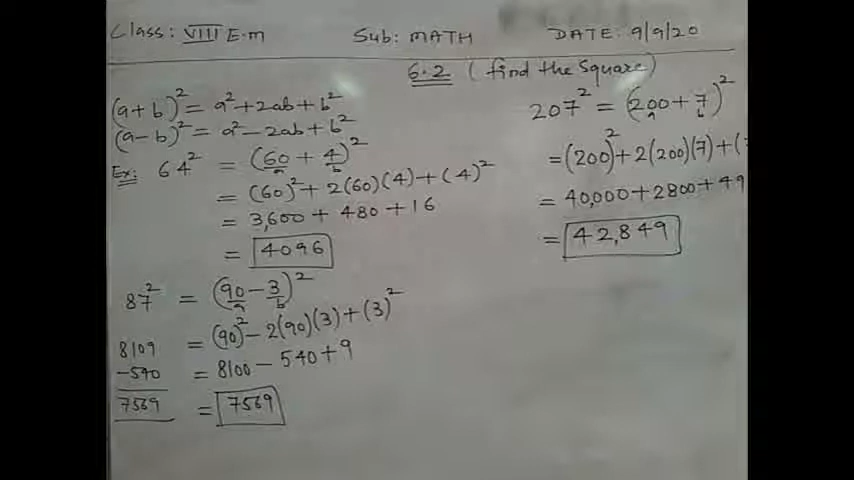 Class: VIII E.m Sub: MATH DATE: 9/9/20
6.2 (find the Square)
(a+b)² = a²+2ab+b²
(a-b)² = a²-2ab+b²
Ex: 64² = (60+4)²
a b
= (60)²+2(60)(4)+(4)²
= 3,600+480+16
= 4096
87² = (90-3)²
a b
= (90)²-2(90)(3)+(3)²
= 8100-540+9
= 7569
8109
-540
7569
207² = (200+7)²
a b
= (200)²+2(200)(7)+(
= 40,000+2800+49
= 42,849